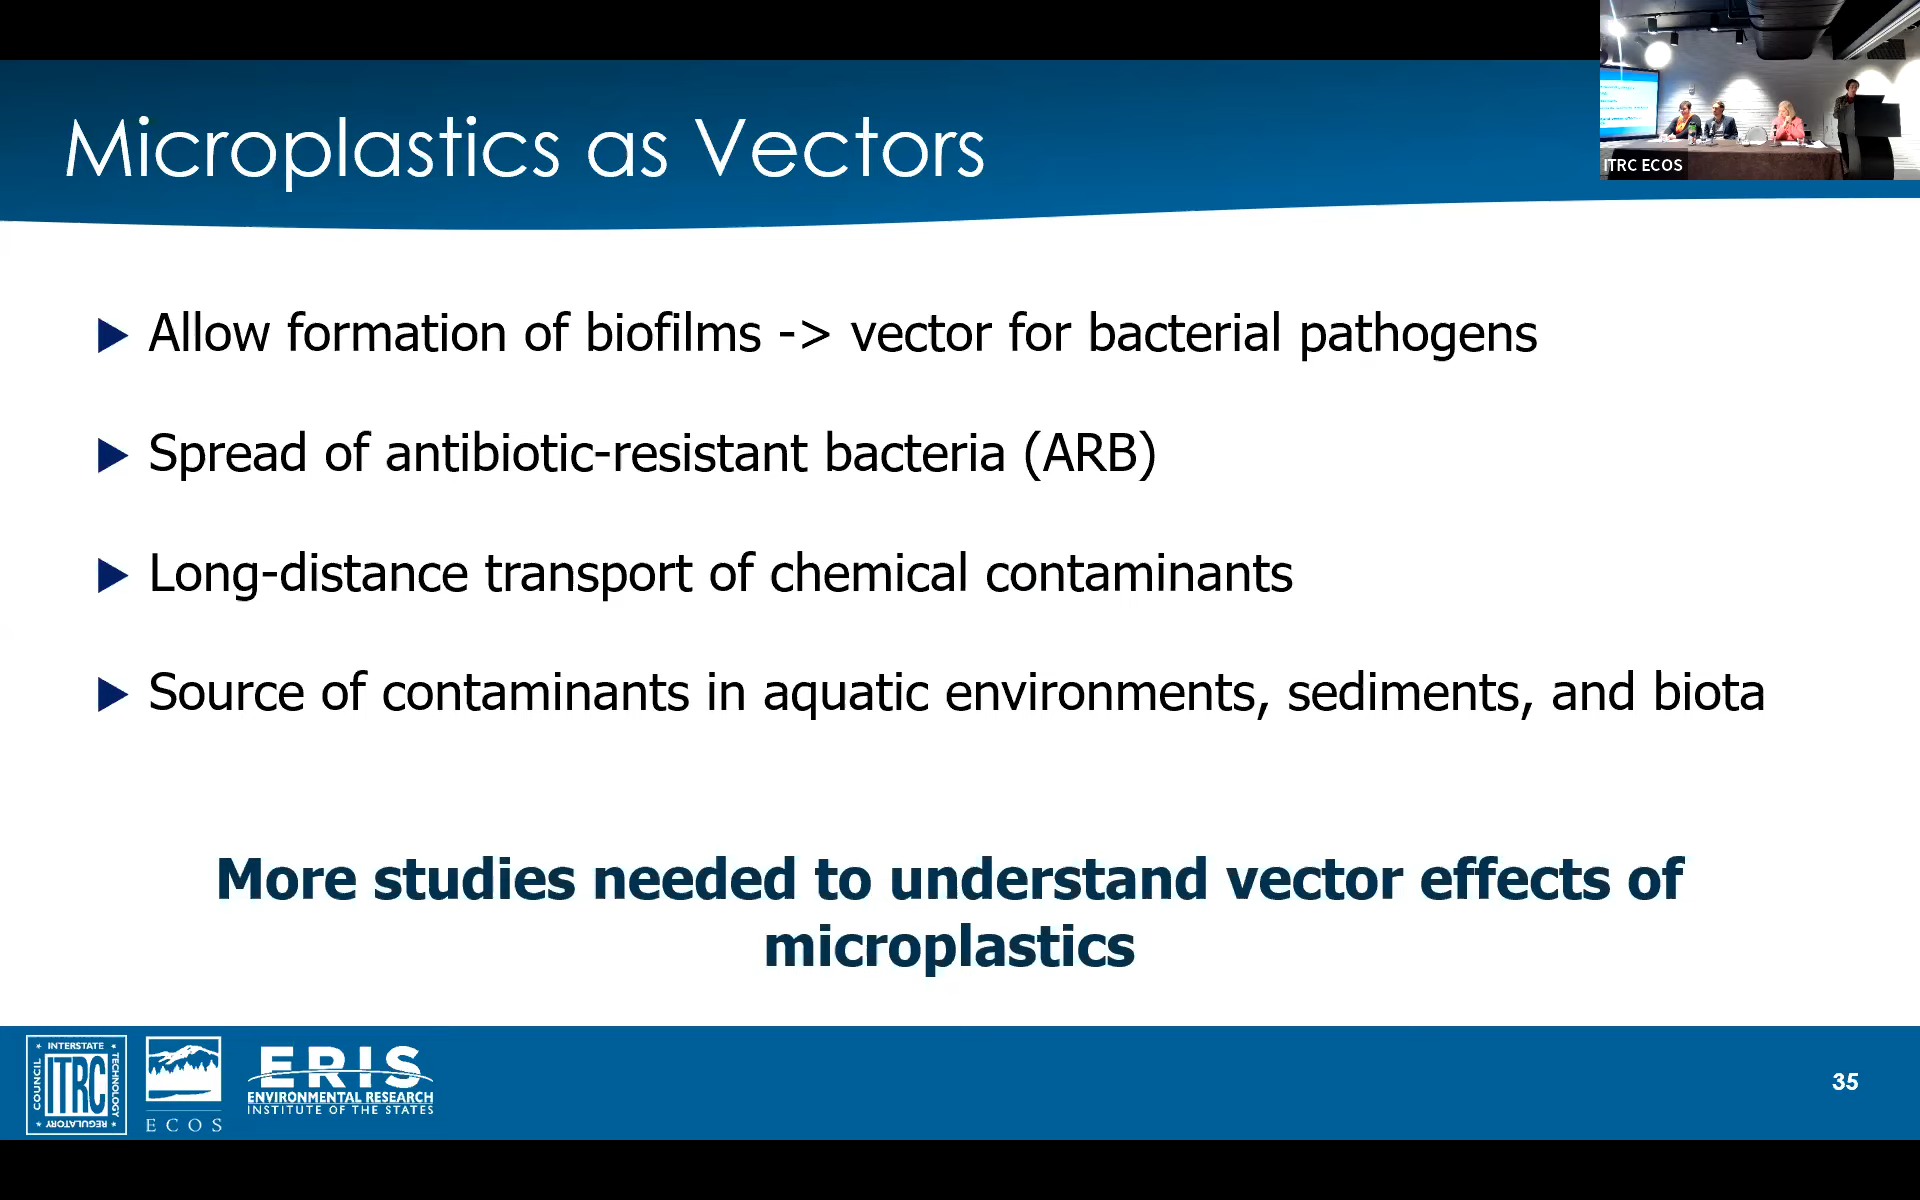 Microplastics as Vectors
ITRC ECOS
Allow formation of biofilms -> vector for bacterial pathogens
Spread of antibiotic-resistant bacteria (ARB)
Long-distance transport of chemical contaminants
Source of contaminants in aquatic environments, sediments, and biota
More studies needed to understand vector effects of
microplastics
INTERSTATE
COUNCIL
ITRC
TECHNOLOGY
REGULATORY
ECOS
ERIS
ENVIRONMENTAL RESEARCH
INSTITUTE OF THE STATES
35